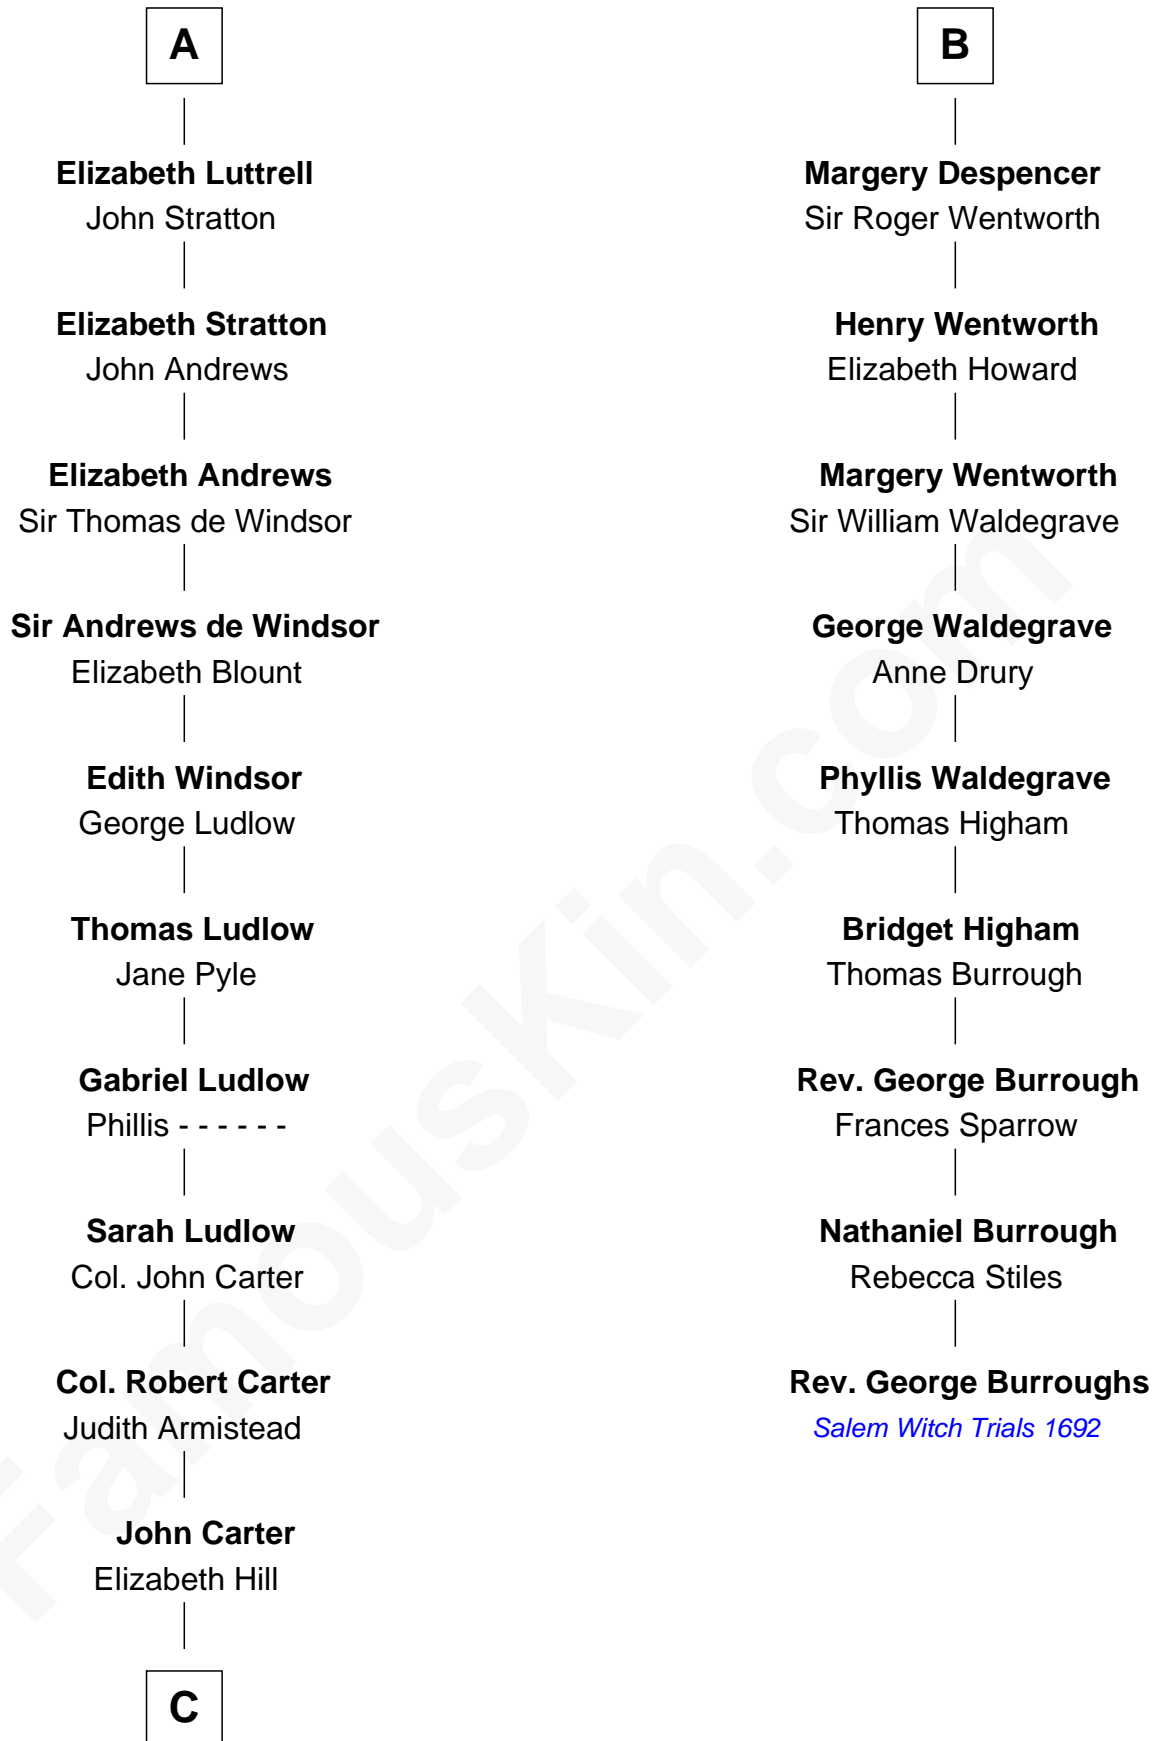 A
Elizabeth Luttrell
John Stratton
Elizabeth Stratton
John Andrews
Elizabeth Andrews
Sir Thomas de Windsor
Sir Andrews de Windsor
Elizabeth Blount
Edith Windsor
George Ludlow
Thomas Ludlow
Jane Pyle
Gabriel Ludlow
Phillis - - - - - -
Sarah Ludlow
Col. John Carter
Col. Robert Carter
Judith Armistead
John Carter
Elizabeth Hill
C
B
Margery Despencer
Sir Roger Wentworth
Henry Wentworth
Elizabeth Howard
Margery Wentworth
Sir William Waldegrave
George Waldegrave
Anne Drury
Phyllis Waldegrave
Thomas Higham
Bridget Higham
Thomas Burrough
Rev. George Burrough
Frances Sparrow
Nathaniel Burrough
Rebecca Stiles
Rev. George Burroughs
Salem Witch Trials 1692
FamousKin.com